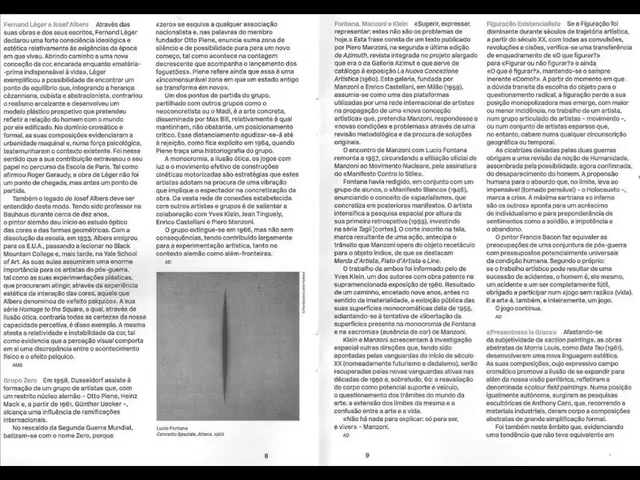 Fernand Léger e Josef Albers Através das
suas obras e dos seus escritos, Fernand Léger
declarou uma forte consciência ideológica e
estética relativamente às exigências da época
em que viveu. Abrindo caminho a uma nova
conceção da cor, encarada enquanto «matéria-
-prima indispensável à vida», Léger
exemplificou a possibilidade de encontrar um
ponto de equilíbrio que, integrando a herança
cézanniana, cubista e abstracionista, contrariou
o realismo arcaizante e desenvolveu um
modelo plástico prospetivo que pretendeu
refletir a relação do homem com o mundo
por ele edificado. No domínio cromático e
formal, as suas composições evidenciaram a
urbanidade maquinal e, numa forja psicológica,
testemunharam o contexto existente. Foi nesse
sentido que a sua contribuição extravasou o seu
papel no percurso da Escola de Paris. Tal como
afirmou Roger Garaudy, a obra de Léger não foi
um ponto de chegada, mas antes um ponto de
partida.
Também o legado de Josef Albers deve ser
entendido deste modo. Tendo sido professor na
Bauhaus durante cerca de dez anos,
o pintor alemão deu início ao estudo óptico
das cores e das formas geométricas. Com a
dissolução da escola, em 1933, Albers emigrou
para os E.U.A., passando a lecionar no Black
Mountain College e, mais tarde, na Yale School
of Art. As suas aulas assumiram uma enorme
importância para os artistas do pós-guerra,
tal como as suas experimentações plásticas,
que procuraram atingir, através da experiência
estética da interação das cores, aquele que
Albers denominou de efeito psíquico. A sua
série Homage to the Square, a qual, através da
ilusão ótica, contraria todas as certezas da nossa
capacidade perceptiva, é disso exemplo. A mesma
atesta a relatividade e instabilidade da cor, tal
como evidencia que a perceção visual comporta
em si uma discrepância entre o acontecimento
físico e o efeito psíquico.
AMS
Grupo Zero Em 1958, Dusseldorf assiste à
formação de um grupo de artistas que, com
um restrito núcleo alemão – Otto Piene, Heinz
Mack e, a partir de 1961, Günther Uecker –,
alcança uma influência de ramificações
internacionais.
No rescaldo da Segunda Guerra Mundial,
batizam-se com o nome Zero, porque
«zero» se esquiva a qualquer associação
nacionalista e, nas palavras do membro
fundador Otto Piene, enuncia «uma zona de
silêncio e de possibilidade pura para um novo
começo, tal como acontece na contagem
decrescente que acompanha o lançamento dos
foguetões». Piene refere ainda que essa é uma
«incomensurável zona em que um estado antigo
se transforma em novo».
Um dos pontos de partida do grupo,
partilhado com outros grupos como o
neoconcretista ou o Madí, é a arte concreta,
disseminada por Max Bill, relativamente à qual
mantinham, não obstante, um posicionamento
crítico. Esse distanciamento agudizar-se-á até
à rejeição, como fica explícito em 1964, quando
Piene traça uma historiografia do grupo.
A monocromia, a ilusão ótica, os jogos com
luz e o movimento efetivo de construções
cinéticas motorizadas são estratégias que estes
artistas adotam na procura de uma vibração
que implique o espectador na concretização da
obra. Da vasta rede de conexões estabelecida
com outros artistas e grupos é de salientar a
colaboração com Yves Klein, Jean Tinguely,
Enrico Castellani e Piero Manzoni.
O grupo extingue-se em 1966, mas não sem
consequências, tendo contribuído largamente
para a experimentação artística, tanto no
contexto alemão como além-fronteiras.
AD
Lucio Fontana
Concetto Spaziale, Attesa, 1960
8
Fontana, Manzoni e Klein «Sugerir, expressar,
representar: estes não são os problemas de
hoje.» Esta frase consta de um texto publicado
por Piero Manzoni, na segunda e última edição
de Azimuth, revista integrada no projeto alargado
que era o da Galleria Azimut e que serve de
catálogo à exposição La Nuova Concezione
Artistica (1960). Esta galeria, fundada por
Manzoni e Enrico Castellani, em Milão (1959),
assumia-se como uma das plataformas
utilizadas por uma rede internacional de artistas
na propagação de uma «nova conceção
artística» que, pretendia Manzoni, respondesse a
«novas condições e problemas» através de uma
revisão metodológica e da procura de soluções
originais.
O encontro de Manzoni com Lucio Fontana
remonta a 1957, circundando a afiliação oficial de
Manzoni ao Movimento Nuclear, pela assinatura
do «Manifesto Contro lo Stile».
Fontana havia redigido, em conjunto com um
grupo de alunos, o «Manifesto Blanco» (1946),
anunciando o conceito de «spazialismo», que
concretiza em posteriores manifestos. O artista
intensifica a pesquisa espacial por altura da
sua primeira retrospetiva (1959), investindo
na série Tagli [cortes]. O corte inscrito na tela,
marca resultante de uma ação, antecipa o
trânsito que Manzoni opera do objeto recetáculo
para o objeto índice, de que se destacam
Merda d'Artista, Fiato d'Artista e Linea.
O trabalho de ambos foi informado pelo de
Yves Klein, um dos autores com obra patente na
supramencionada exposição de 1960. Resultado
de um caminho, encetado nove anos antes no
sentido da imaterialidade, a exibição pública das
suas superfícies monocromáticas data de 1955,
adiantando-se à tentativa de «libertação da
superfície» presente na monocromia de Fontana
e na «acromia» (ausência de cor) de Manzoni.
Klein e Manzoni acrescentam à investigação
espacial outras direções que, tendo sido
apontadas pelas vanguardas do início de século
XX (nomeadamente futurismo e dadaísmo), serão
recuperadas pelas novas vanguardas ativas nas
décadas de 1950 e, sobretudo, 60: a reavaliação
do corpo como potencial suporte e veículo,
o questionamento dos trâmites do mundo da
arte, a extensão dos limites da mesma e a
confusão entre a arte e a vida.
«Não há nada para explicar: só para ser,
e viver» – Manzoni.
AD
9
Figuração Existencialista Se a Figuração foi
dominante durante séculos de trajetória artística,
a partir do século XX, com todas as convulsões,
revoluções e cisões, verifica-se uma transferência
de enquadramento de «O que figurar?»
para «Figurar ou não figurar?» e ainda
«O que é figurar?», mantendo-se o sempre
inerente «Como?». A partir do momento em que
a dúvida transita da escolha do objeto para o
questionamento radical, a figuração perde a sua
posição monopolizadora mas emerge, com maior
ou menor incidência, no trabalho de um artista,
num grupo articulado de artistas – movimento –,
ou num conjunto de artistas esparsos que,
no entanto, cabem numa qualquer circunscrição
geográfica ou temporal.
As cicatrizes deixadas pelas duas guerras
obrigam a uma revisão da noção de Humanidade,
assombrada pela possibilidade, agora confirmada,
do desaparecimento do homem. A propensão
humana para o absurdo que, no limite, leva ao
impensável (tornado pensável) – o Holocausto –,
marca a crise. A máxima sartriana «o inferno
são os outros» aponta para um acréscimo
de individualismo e para preponderância de
sentimentos como a solidão, a impotência ou
o abandono.
O pintor Francis Bacon faz equivaler as
preocupações de uma conjuntura de pós-guerra
com pressupostos potencialmente universais
da condição humana. Segundo o próprio:
se o trabalho artístico pode resultar de uma
sucessão de acidentes, o homem é, ele mesmo,
um acidente e um ser completamente fútil,
obrigado a participar num «jogo sem razão» (vida).
E a arte é, também, e inteiramente, um jogo.
O jogo continua.
AD
«Presentness is Grace» Afastando-se
da subjetividade da «action painting», as obras
de abstratos como Morris Louis, como Beta Tau (1961),
desenvolveram uma nova linguagem estética.
As suas composições, cujo expressivo campo
cromático promove a ilusão de se expandir para
além da nossa visão periférica, refletiram a
denominada «colour field painting». Numa posição
igualmente autónoma, surgiram as pesquisas
escultóricas de Anthony Caro, que, recorrendo a
materiais industriais, deram corpo a composições
abstratas de grande simplificação formal.
Foi também neste âmbito que, evidenciando
uma tendência que não teve equivalente em